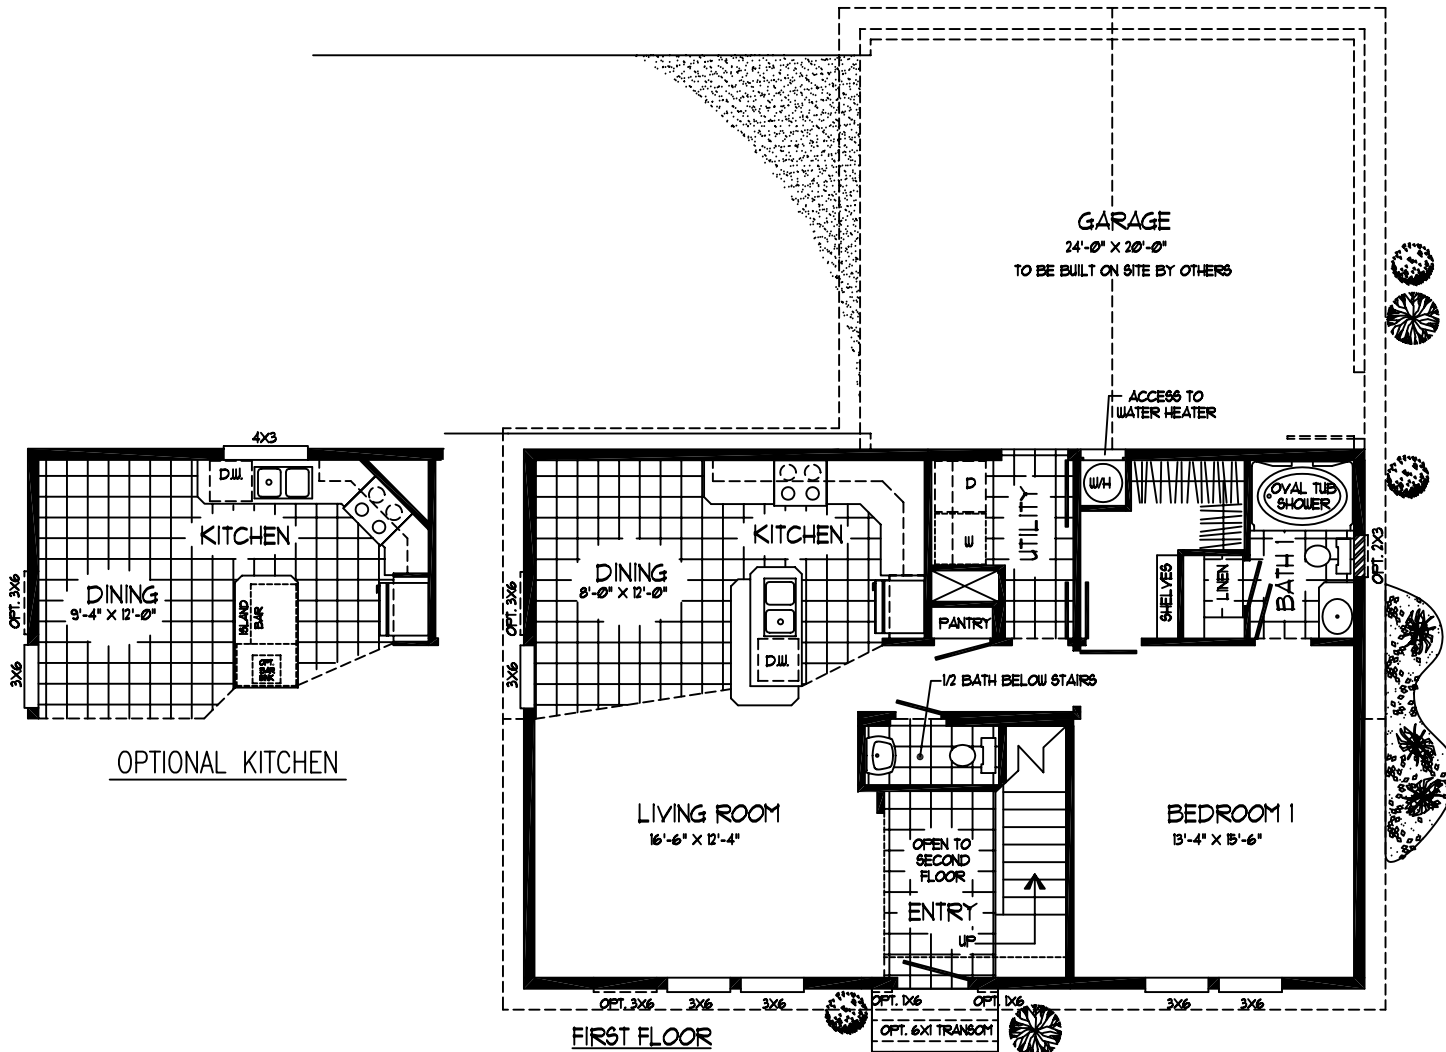 GARAGE
24'-0" X 20'-0"
TO BE BUILT ON SITE BY OTHERS
ACCESS TO
WATER HEATER
4X3
D.W.
KITCHEN
DINING
9'-4" X 12'-0"
ISLAND
BAR
OPT. 3X6
3X6
OPTIONAL KITCHEN
KITCHEN
DINING
8'-0" X 12'-0"
OPT. 3X6
3X6
D.W.
D
W
UTILITY
PANTRY
W/H
SHELVES
LINEN
OVAL TUB
SHOWER
BATH 1
OPT. 2X3
1/2 BATH BELOW STAIRS
LIVING ROOM
16'-6" X 12'-4"
OPEN TO
SECOND
FLOOR
ENTRY
UP
BEDROOM 1
13'-4" X 15'-6"
OPT. 3X6
3X6
3X6
OPT. 1X6
OPT. 1X6
3X6
3X6
OPT. 6X1 TRANSOM
FIRST FLOOR